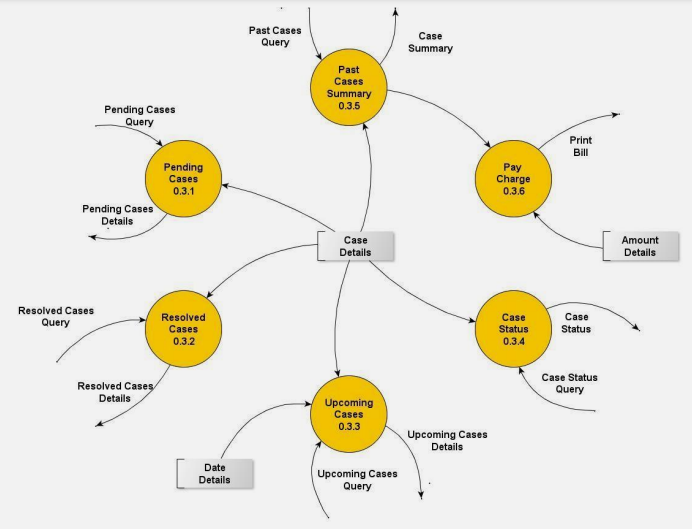 Past Cases
Query
Case
Summary
Past
Cases
Summary
0.3.5
Pending Cases
Query
Print
Bill
Pending
Cases
0.3.1
Pay
Charge
0.3.6
Pending Cases
Details
Case
Details
Amount
Details
Resolved Cases
Query
Resolved
Cases
0.3.2
Case
Status
0.3.4
Case
Status
Resolved Cases
Details
Case Status
Query
Upcoming
Cases
0.3.3
Upcoming Cases
Details
Date
Details
Upcoming Cases
Query